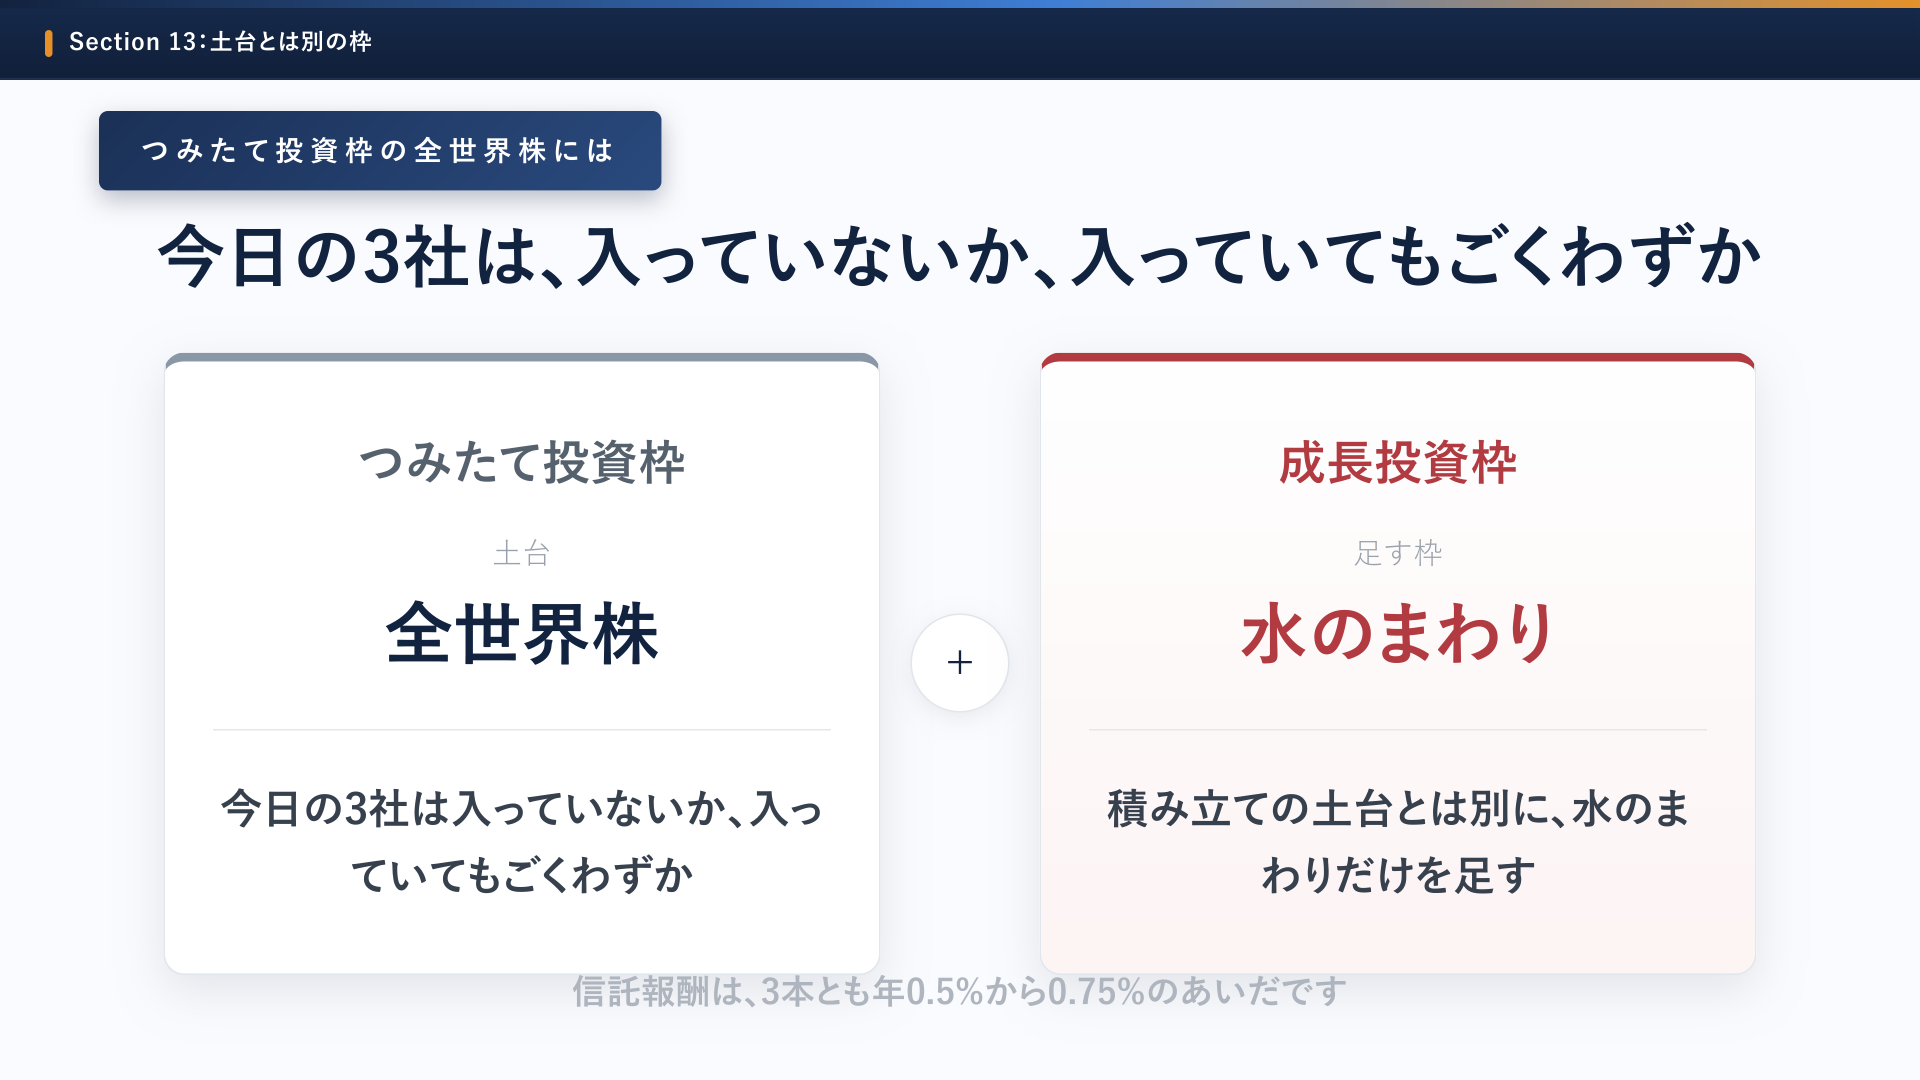 Section 13：土台とは別の枠
つみたて投資枠の全世界株には
今日の3社は、入っていないか、入っていてもごくわずか
つみたて投資枠
土台
全世界株
今日の3社は入っていないか、入っ
ていてもごくわずか
+
成長投資枠
足す枠
水のまわり
積み立ての土台とは別に、水のま
わりだけを足す
信託報酬は、3本とも年0.5%から0.75%のあいだです